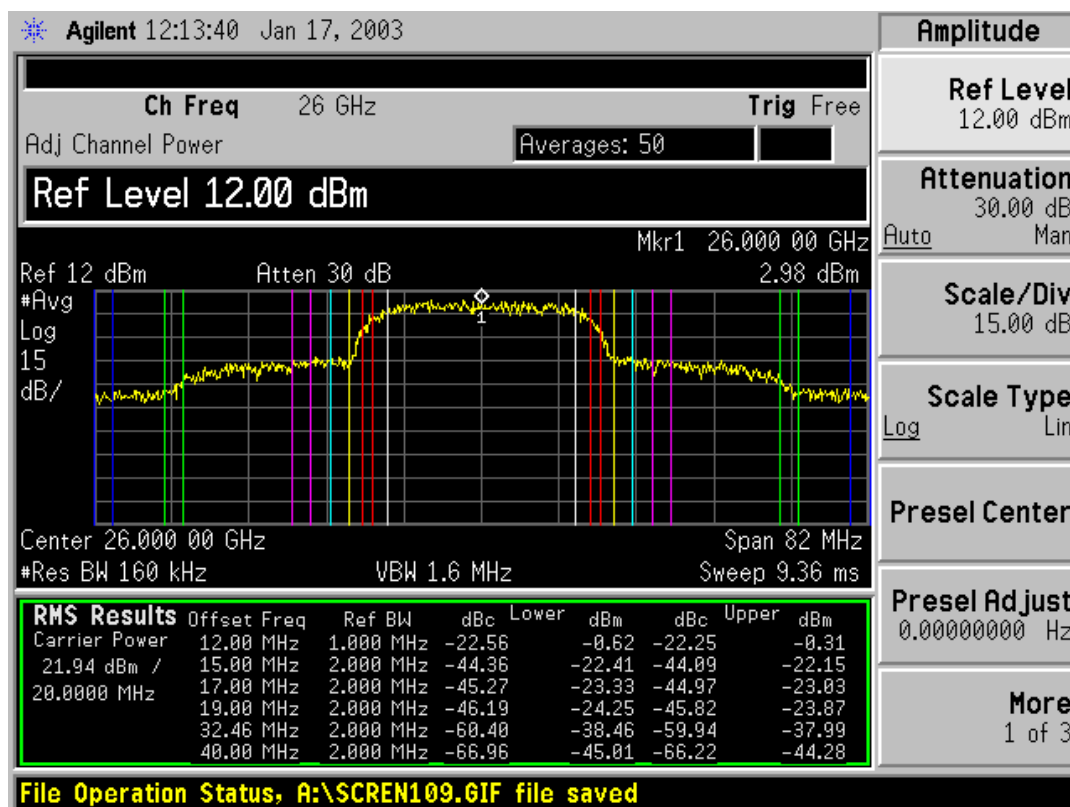 Agilent 12:13:40 Jan 17, 2003
Ch Freq 26 GHz Trig Free
Adj Channel Power Averages: 50
Ref Level 12.00 dBm
Mkr1 26.000 00 GHz
Ref 12 dBm Atten 30 dB 2.98 dBm
#Avg
Log
15
dB/
1
Center 26.000 00 GHz Span 82 MHz
#Res BW 160 kHz VBW 1.6 MHz Sweep 9.36 ms
RMS Results Offset Freq Ref BW dBc Lower dBm dBc Upper dBm
Carrier Power 12.00 MHz 1.000 MHz -22.56 -0.62 -22.25 -0.31
21.94 dBm / 15.00 MHz 2.000 MHz -44.36 -22.41 -44.09 -22.15
20.0000 MHz 17.00 MHz 2.000 MHz -45.27 -23.33 -44.97 -23.03
19.00 MHz 2.000 MHz -46.19 -24.25 -45.82 -23.87
32.46 MHz 2.000 MHz -60.40 -38.46 -59.94 -37.99
40.00 MHz 2.000 MHz -66.96 -45.01 -66.22 -44.28
File Operation Status, A:\SCREN109.GIF file saved
Amplitude
Ref Level
12.00 dBm
Attenuation
30.00 dB
Auto Man
Scale/Div
15.00 dB
Scale Type
Log Lin
Presel Center
Presel Adjust
0.00000000 Hz
More
1 of 3